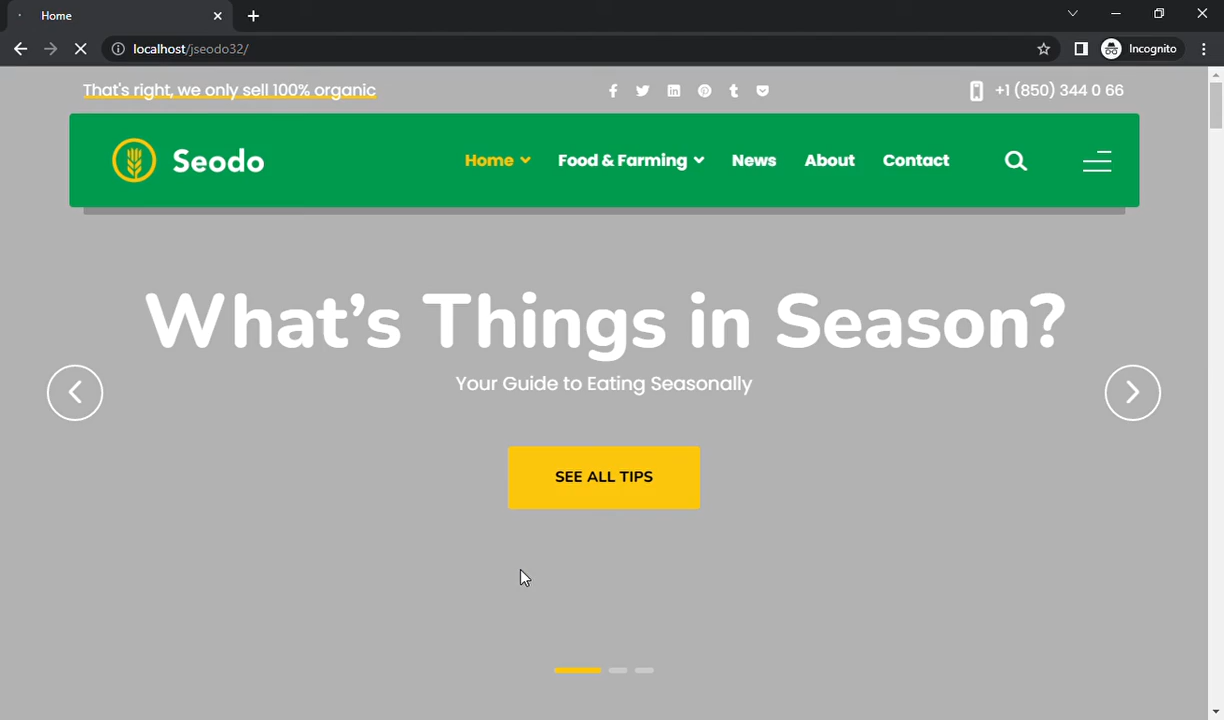 Home
localhost/jseodo32/
Incognito
That's right, we only sell 100% organic
+1 (850) 344 0 66
Seodo
Home
Food & Farming
News
About
Contact
What's Things in Season?
Your Guide to Eating Seasonally
SEE ALL TIPS